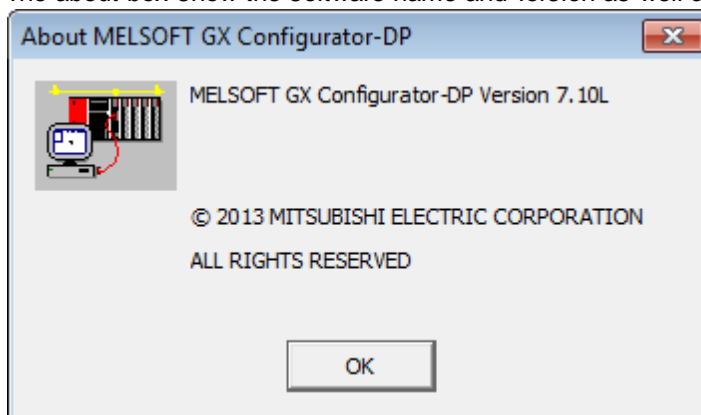 About MELSOFT GX Configurator-DP
MELSOFT GX Configurator-DP Version 7.10L
© 2013 MITSUBISHI ELECTRIC CORPORATION
ALL RIGHTS RESERVED
OK